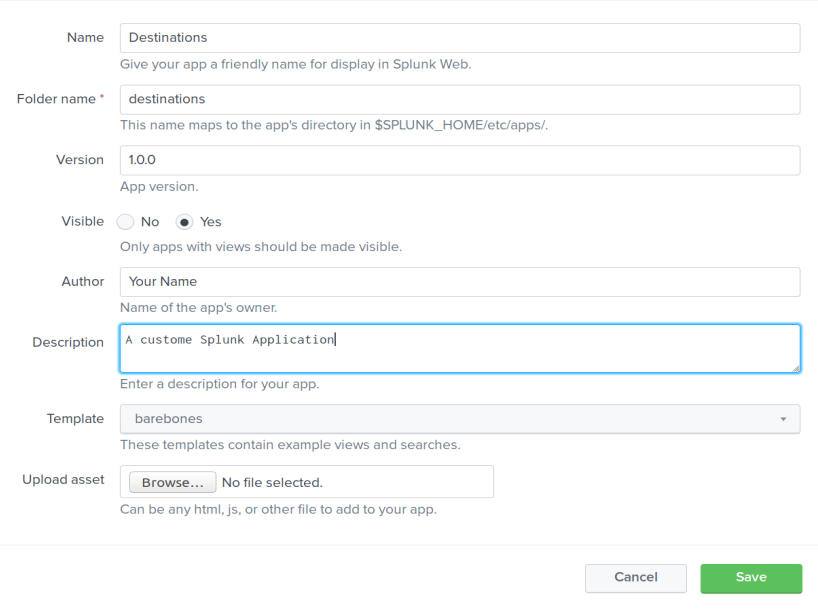 Name Destinations
Give your app a friendly name for display in Splunk Web.
Folder name * destinations
This name maps to the app's directory in $SPLUNK_HOME/etc/apps/.
Version 1.0.0
App version.
Visible No Yes
Only apps with views should be made visible.
Author Your Name
Name of the app's owner.
Description A custome Splunk Application
Enter a description for your app.
Template barebones
These templates contain example views and searches.
Upload asset Browse... No file selected.
Can be any html, js, or other file to add to your app.
Cancel Save